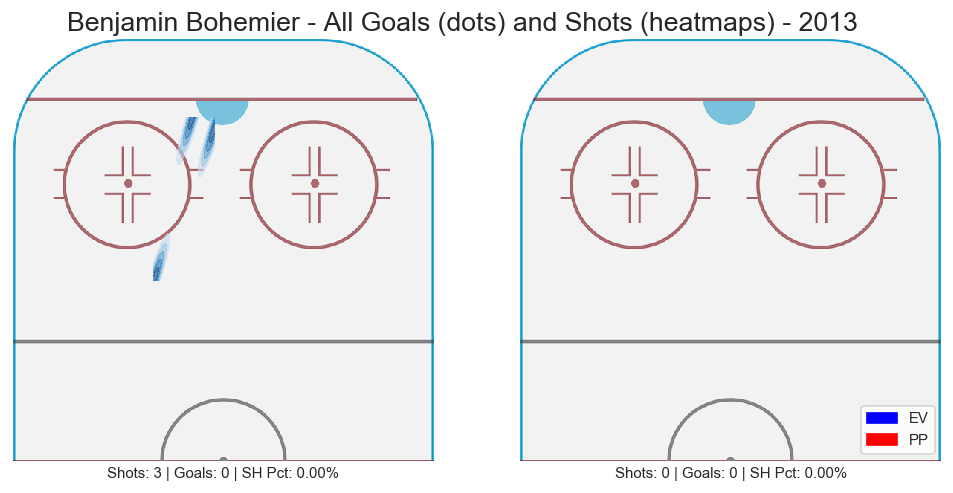 Benjamin Bohemier - All Goals (dots) and Shots (heatmaps) - 2013
EV
PP
Shots: 3 | Goals: 0 | SH Pct: 0.00%
Shots: 0 | Goals: 0 | SH Pct: 0.00%